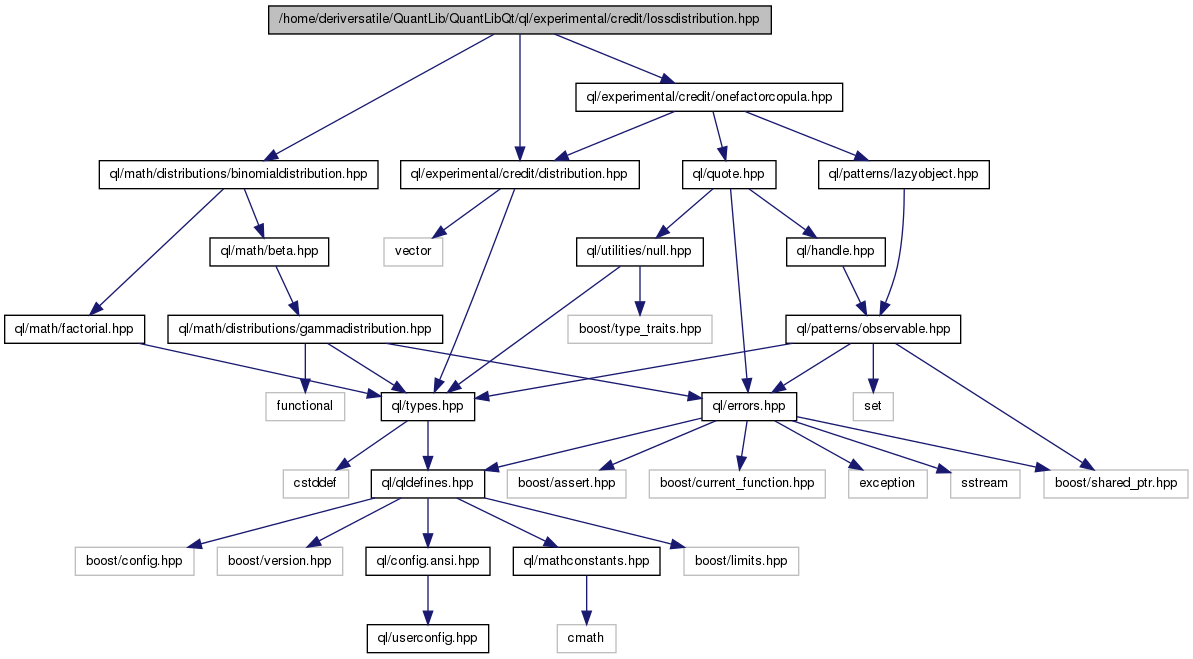 /home/deriversatile/QuantLib/QuantLibQt/ql/experimental/credit/lossdistribution.hpp
ql/experimental/credit/onefactorcopula.hpp
ql/math/distributions/binomialdistribution.hpp
ql/experimental/credit/distribution.hpp
ql/quote.hpp
ql/patterns/lazyobject.hpp
ql/math/beta.hpp
vector
ql/utilities/null.hpp
ql/handle.hpp
ql/math/factorial.hpp
ql/math/distributions/gammadistribution.hpp
boost/type_traits.hpp
ql/patterns/observable.hpp
functional
ql/types.hpp
ql/errors.hpp
set
cstddef
ql/qldefines.hpp
boost/assert.hpp
boost/current_function.hpp
exception
sstream
boost/shared_ptr.hpp
boost/config.hpp
boost/version.hpp
ql/config.ansi.hpp
ql/mathconstants.hpp
boost/limits.hpp
ql/userconfig.hpp
cmath